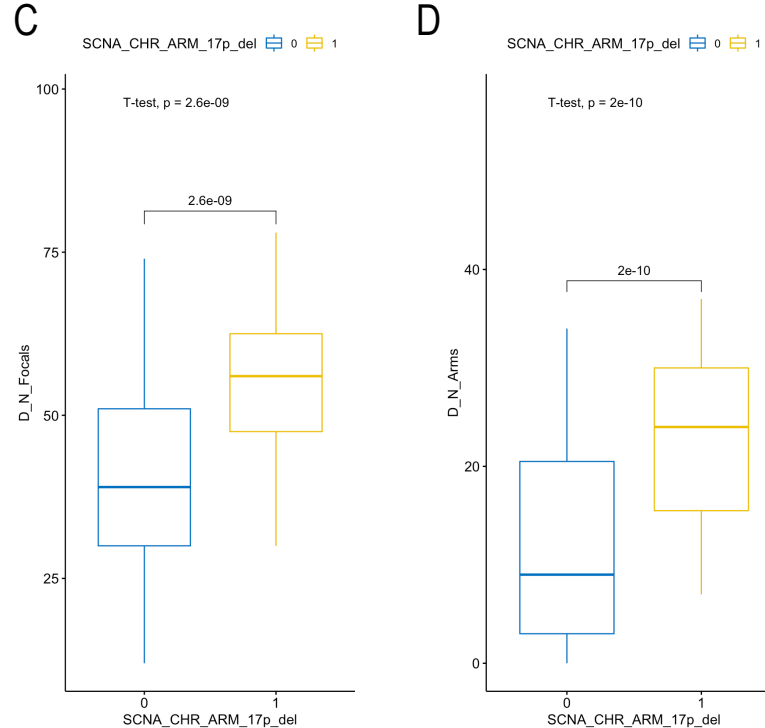 C
SCNA_CHR_ARM_17p_del 0 1
100
T-test, p = 2.6e-09
2.6e-09
75
D_N_Focals
50
25
0 1
SCNA_CHR_ARM_17p_del
D
SCNA_CHR_ARM_17p_del 0 1
T-test, p = 2e-10
2e-10
40
D_N_Arms
20
0
0 1
SCNA_CHR_ARM_17p_del